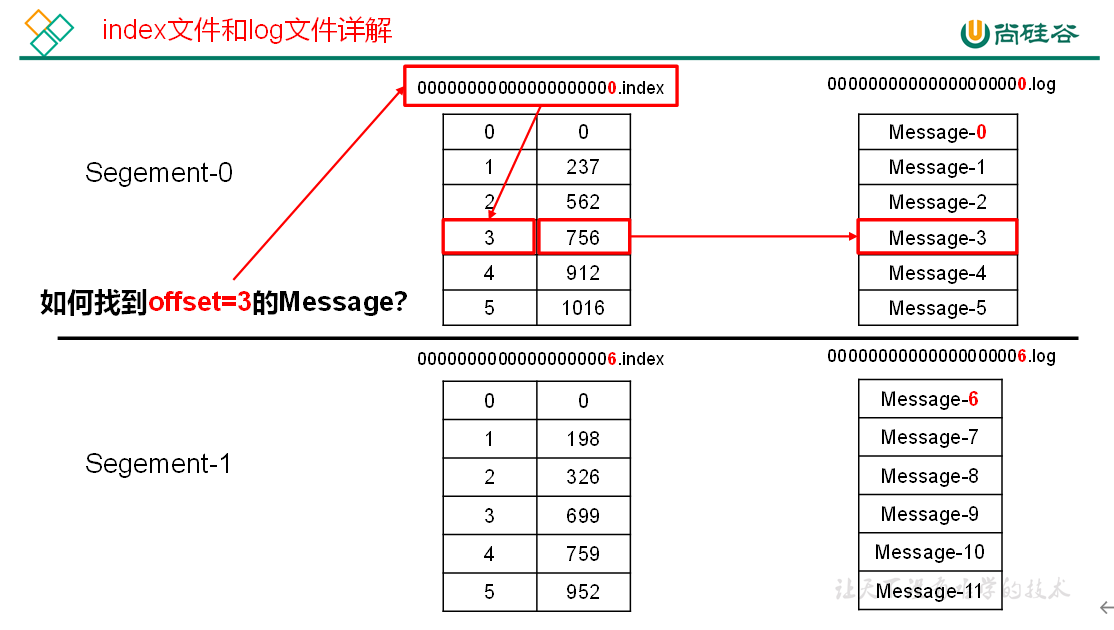 index文件和log文件详解
尚硅谷
00000000000000000000.index
00000000000000000000.log
Segement-0
0 0
1 237
2 562
3 756
4 912
5 1016
Message-0
Message-1
Message-2
Message-3
Message-4
Message-5
如何找到offset=3的Message?
00000000000000000006.index
00000000000000000006.log
Segement-1
0 0
1 198
2 326
3 699
4 759
5 952
Message-6
Message-7
Message-8
Message-9
Message-10
Message-11
让天下没有难学的技术